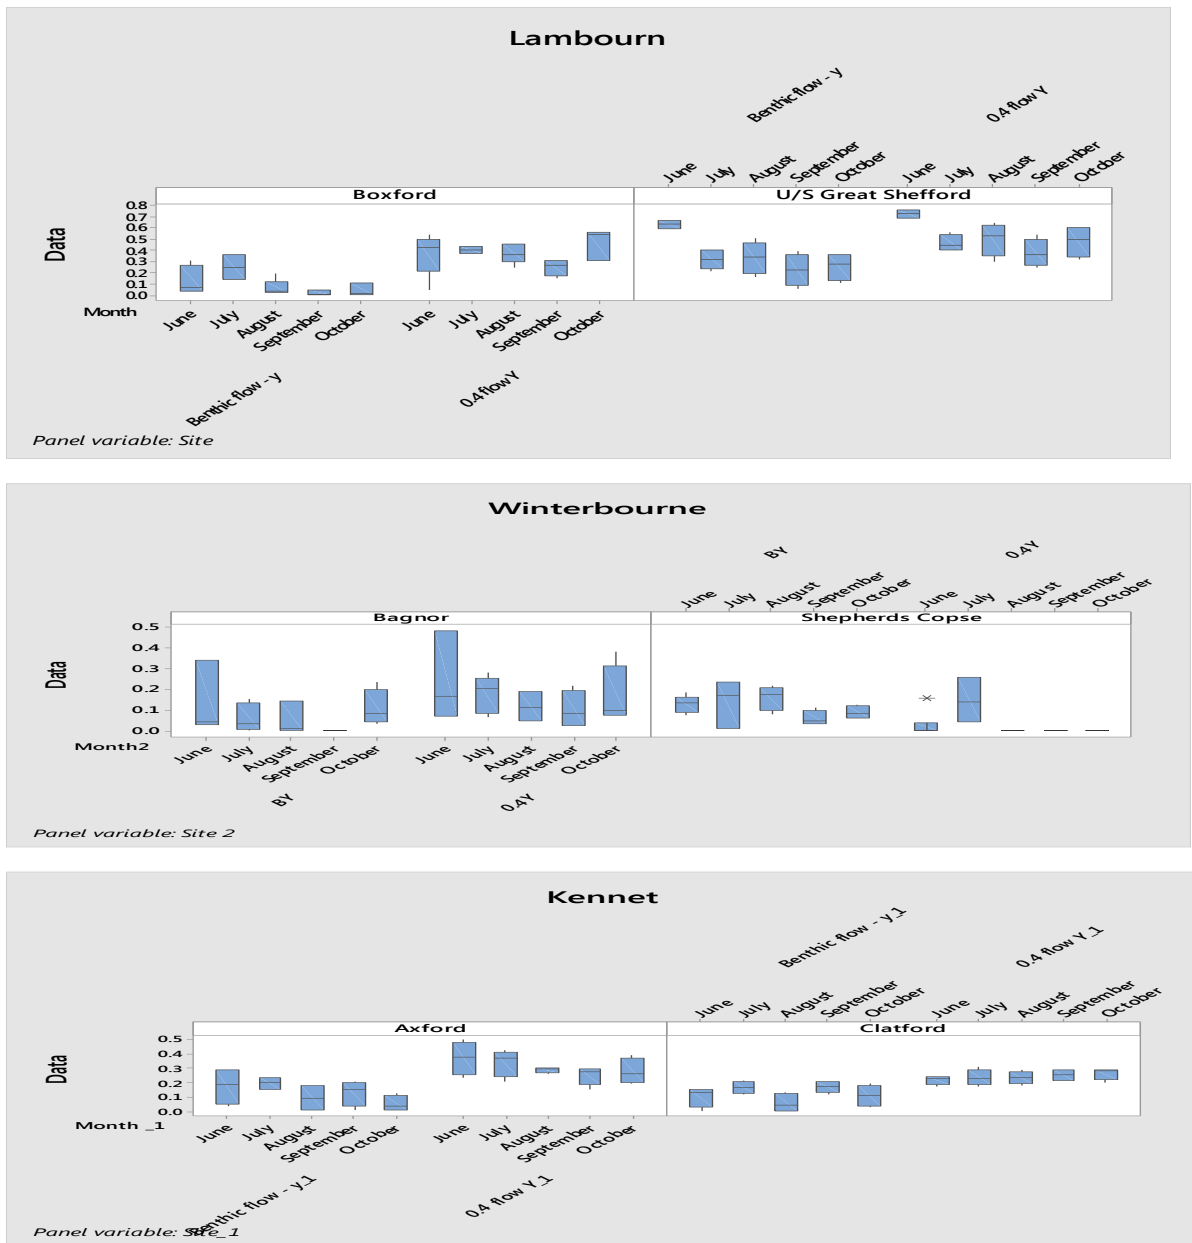 Lambourn
Benthic flow - y 0.4 flow Y
June July August September October June July August September October
Boxford U/S Great Shefford
0.8
0.7
0.6
0.5
0.4
0.3
0.2
0.1
0.0
Data
Month
June July August September October June July August September October
Benthic flow - y 0.4 flow Y
Panel variable: Site
Winterbourne
BY 0.4Y
June July August September October June July August September October
Bagnor Shepherds Copse
0.5
0.4
0.3
0.2
0.1
0.0
Data
Month2
June July August September October June July August September October
BY 0.4Y
Panel variable: Site 2
Kennet
Benthic flow - y_1 0.4 flow Y_1
June July August September October June July August September October
Axford Clatford
0.5
0.4
0.3
0.2
0.1
0.0
Data
Month _1
June July August September October June July August September October
Benthic flow - y_1 0.4 flow Y_1
Panel variable: Site_1